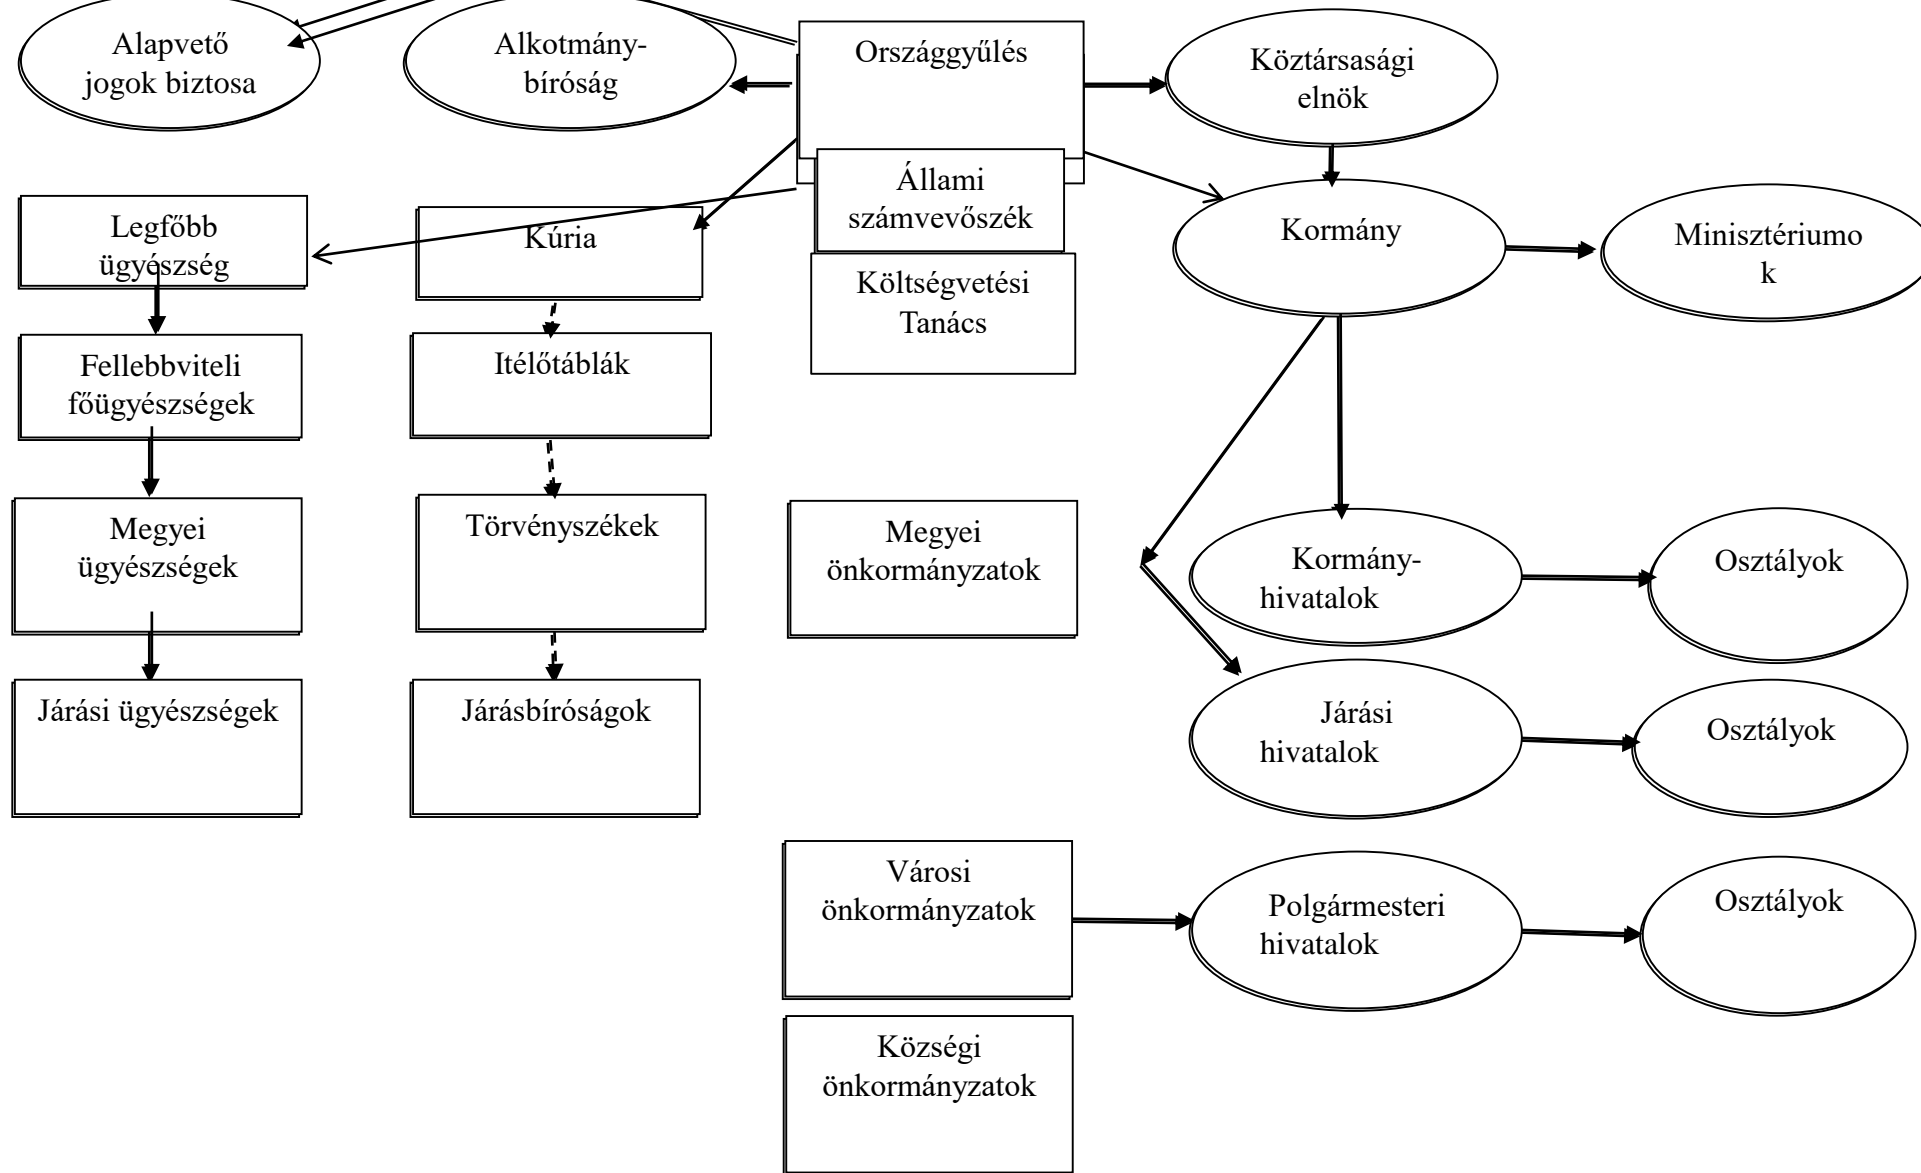 Alapvető
jogok biztosa
Alkotmány-
bíróság
Országgyűlés
Köztársasági
elnök
Állami
számvevőszék
Legfőbb
ügyészség
Kúria
Kormány
Minisztériumo
k
Költségvetési
Tanács
Fellebbviteli
főügyészségek
Itélőtáblák
Megyei
ügyészségek
Törvényszékek
Megyei
önkormányzatok
Kormány-
hivatalok
Osztályok
Járási ügyészségek
Járásbíróságok
Járási
hivatalok
Osztályok
Városi
önkormányzatok
Polgármesteri
hivatalok
Osztályok
Községi
önkormányzatok